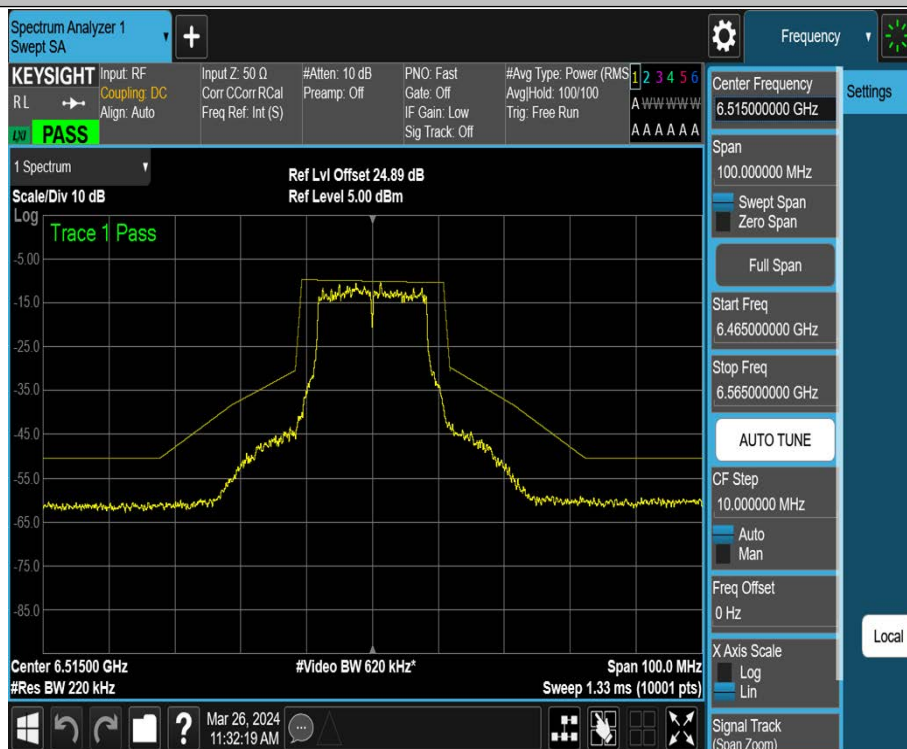 Spectrum Analyzer 1
Swept SA
Frequency
KEYSIGHT
RL
LXI
PASS
Input: RF
Coupling: DC
Align: Auto
Input Z: 50 Ω
Corr CCorr RCal
Freq Ref: Int (S)
#Atten: 10 dB
Preamp: Off
PNO: Fast
Gate: Off
IF Gain: Low
Sig Track: Off
#Avg Type: Power (RMS
Avg|Hold: 100/100
Trig: Free Run
1 2 3 4 5 6
A W W W W W
A A A A A A
1 Spectrum
Scale/Div 10 dB
Ref Lvl Offset 24.89 dB
Ref Level 5.00 dBm
Log
Trace 1 Pass
-5.00
-15.0
-25.0
-35.0
-45.0
-55.0
-65.0
-75.0
-85.0
Center 6.51500 GHz
#Res BW 220 kHz
#Video BW 620 kHz*
Span 100.0 MHz
Sweep 1.33 ms (10001 pts)
Center Frequency
6.515000000 GHz
Span
100.000000 MHz
Swept Span
Zero Span
Full Span
Start Freq
6.465000000 GHz
Stop Freq
6.565000000 GHz
AUTO TUNE
CF Step
10.000000 MHz
Auto
Man
Freq Offset
0 Hz
X Axis Scale
Log
Lin
Signal Track
(Span Zoom)
Settings
Local
?
Mar 26, 2024
11:32:19 AM